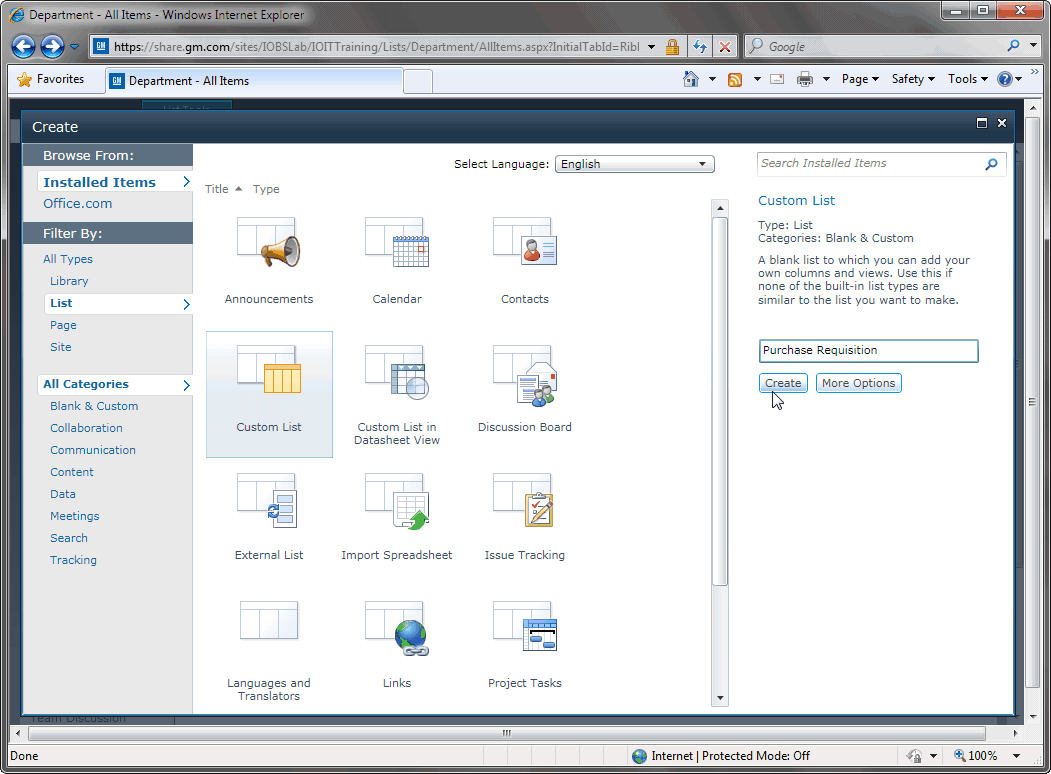 Department - All Items - Windows Internet Explorer
https://share.gm.com/sites/IOBSLab/IOITTraining/Lists/Department/AllItems.aspx?InitialTabId=Ribl
Google
Favorites
GM Department - All Items
Page
Safety
Tools
List Tools
Create
Browse From:
Installed Items
Office.com
Filter By:
All Types
Library
List
Page
Site
All Categories
Blank & Custom
Collaboration
Communication
Content
Data
Meetings
Search
Tracking
Select Language:
English
Title
Type
Announcements
Calendar
Contacts
Custom List
Custom List in
Datasheet View
Discussion Board
External List
Import Spreadsheet
Issue Tracking
Languages and
Translators
Links
Project Tasks
Search Installed Items
Custom List
Type: List
Categories: Blank & Custom
A blank list to which you can add your
own columns and views. Use this if
none of the built-in list types are
similar to the list you want to make.
Purchase Requisition
Create
More Options
Team Discussion
Done
Internet | Protected Mode: Off
100%